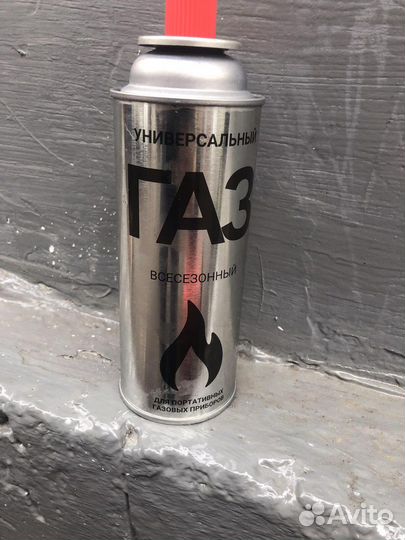 УНИВЕРСАЛЬНЫЙ
ГАЗ
ВСЕСЕЗОННЫЙ
ДЛЯ ПОРТАТИВНЫХ
ГАЗОВЫХ ПРИБОРОВ
Avito